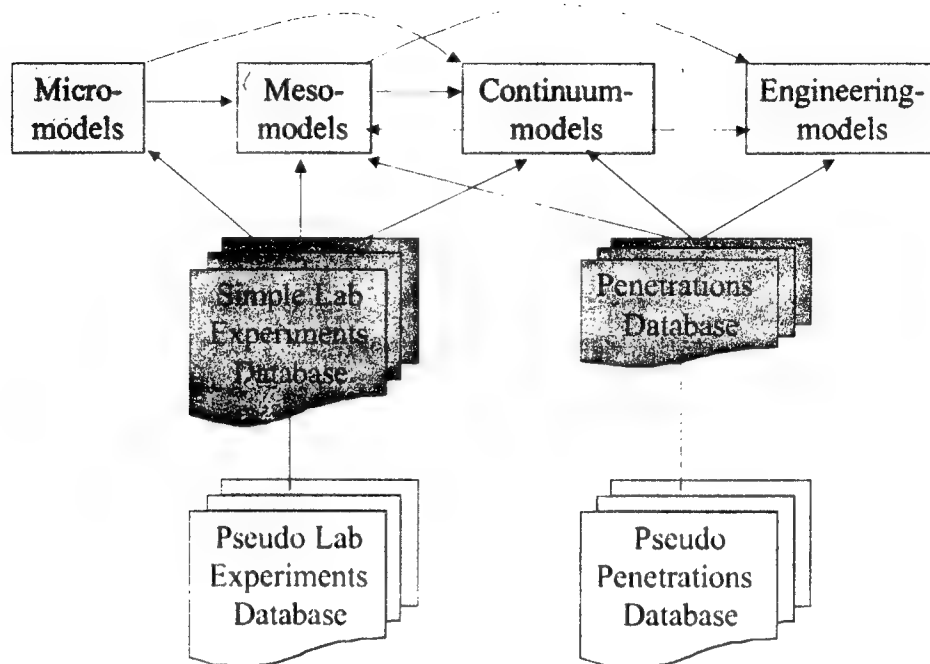 Micro-
models
Meso-
models
Continuum-
models
Engineering-
models
Simple Lab
Experiments
Database
Penetrations
Database
Pseudo Lab
Experiments
Database
Pseudo
Penetrations
Database